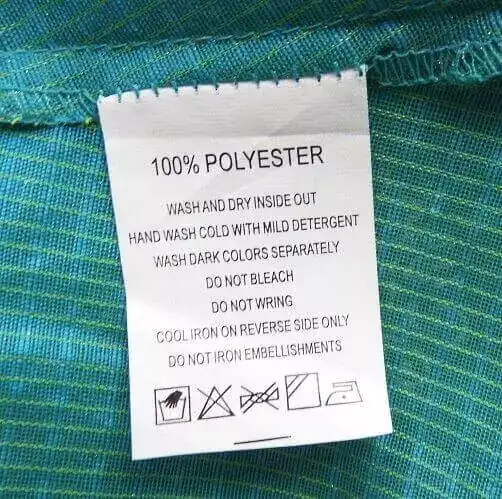 100% POLYESTER
WASH AND DRY INSIDE OUT
HAND WASH COLD WITH MILD DETERGENT
WASH DARK COLORS SEPARATELY
DO NOT BLEACH
DO NOT WRING
COOL IRON ON REVERSE SIDE ONLY
DO NOT IRON EMBELLISHMENTS